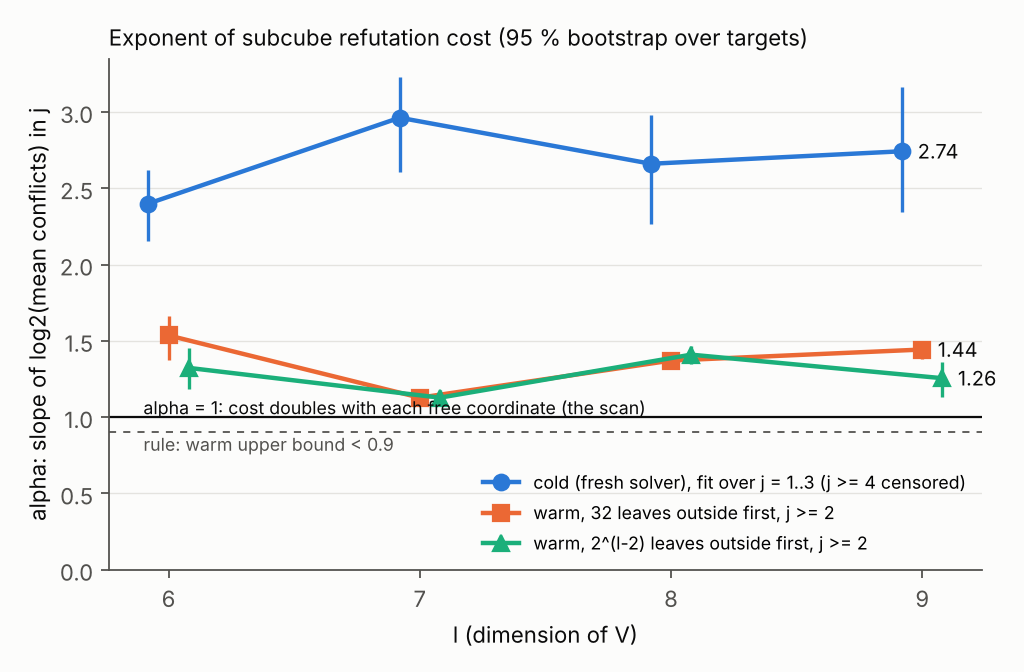 Exponent of subcube refutation cost (95 % bootstrap over targets)
alpha: slope of log2(mean conflicts) in j
3.0
2.5
2.0
1.5
1.0
0.5
0.0
2.74
1.44
1.26
alpha = 1: cost doubles with each free coordinate (the scan)
rule: warm upper bound < 0.9
cold (fresh solver), fit over j = 1..3 (j >= 4 censored)
warm, 32 leaves outside first, j >= 2
warm, 2^(l-2) leaves outside first, j >= 2
6 7 8 9
l (dimension of V)